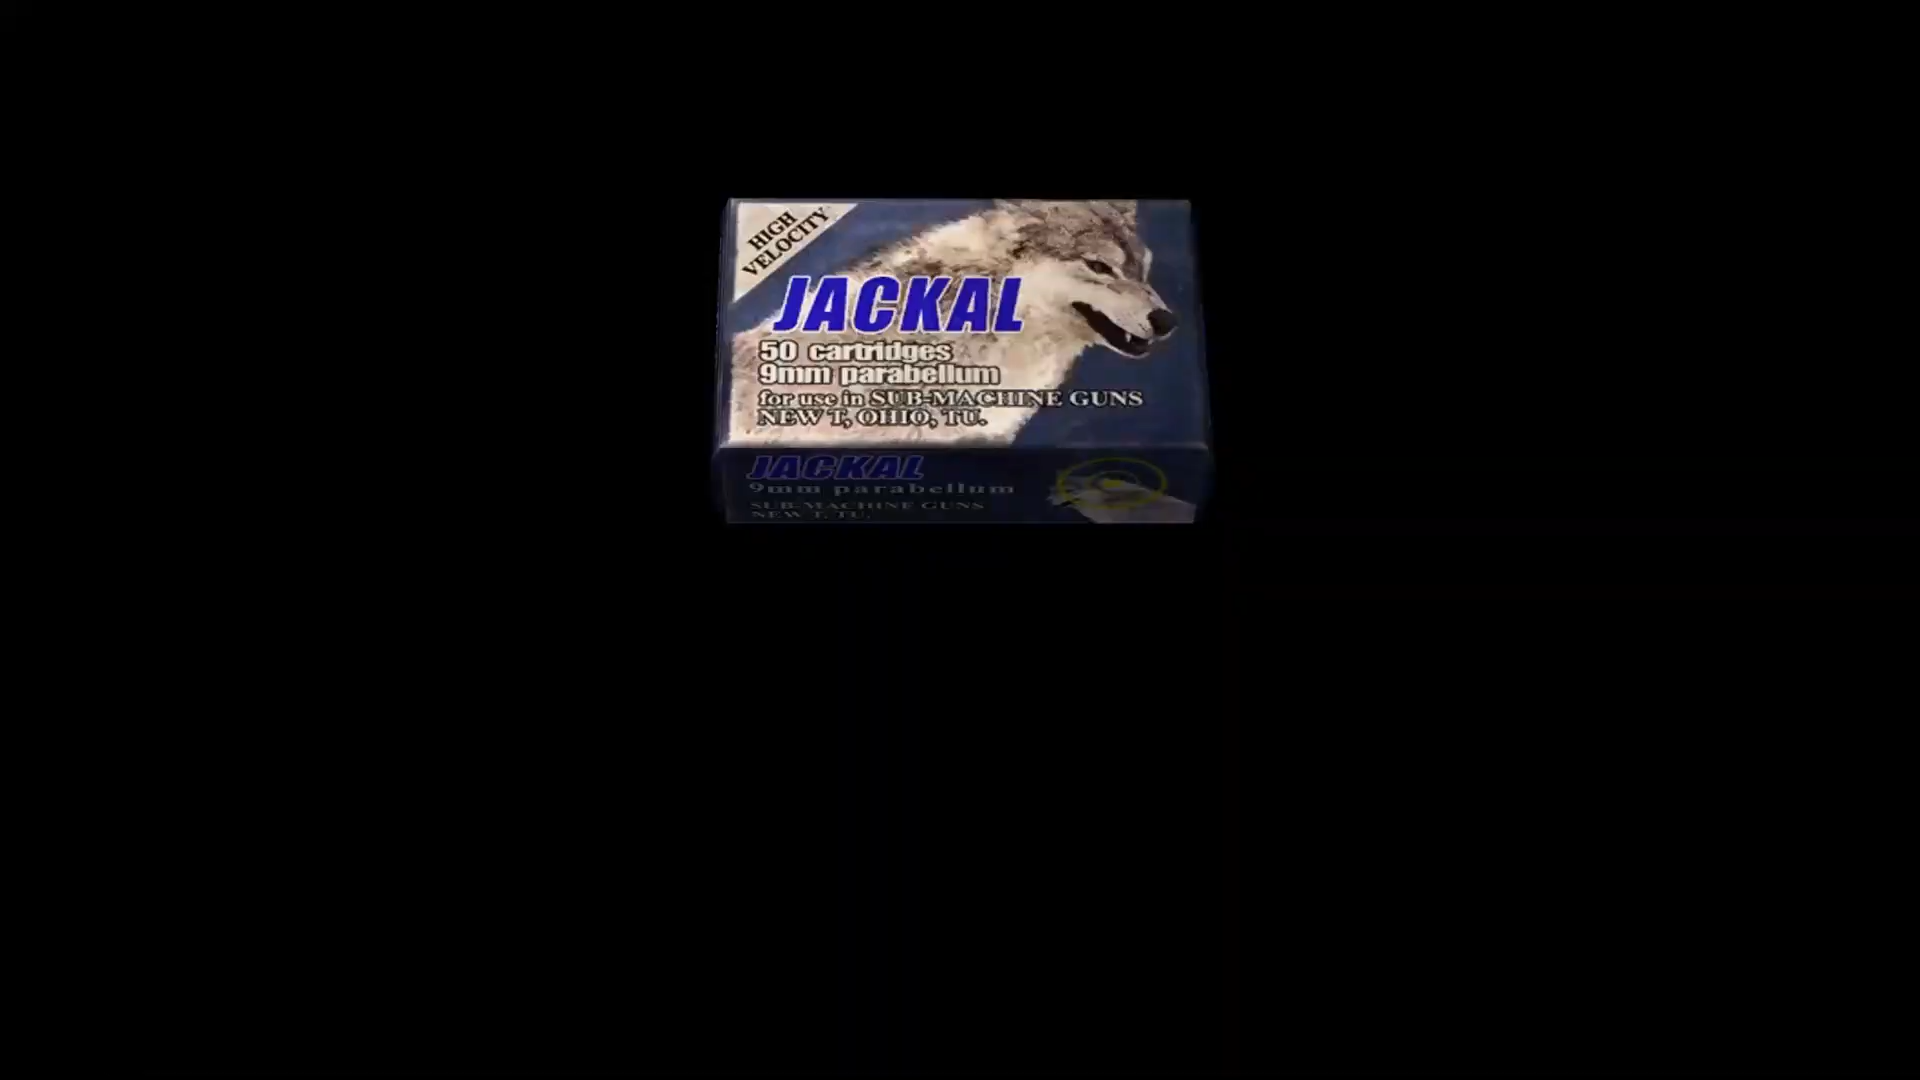 HIGH
VELOCITY
JACKAL
50 cartridges
9mm parabellum
for use in SUB-MACHINE GUNS
NEW T, OHIO, TU.
JACKAL
9mm parabellum
SUB-MACHINE GUNS
NEW T, TU.